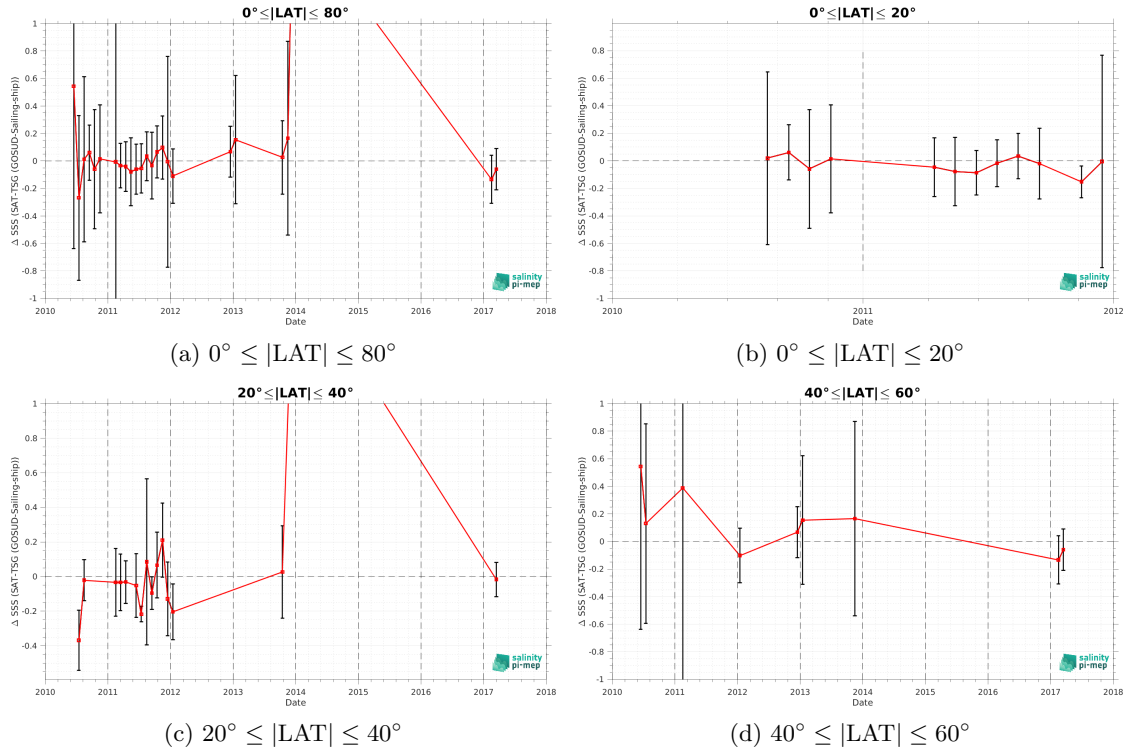 0°≤|LAT|≤ 80°
Δ SSS (SAT-TSG (GOSUD-Sailing-ship))
1
0.8
0.6
0.4
0.2
0
-0.2
-0.4
-0.6
-0.8
-1
2010 2011 2012 2013 2014 2015 2016 2017 2018
Date
salinity
pi-mep
(a) 0° ≤ |LAT| ≤ 80°
0°≤|LAT|≤ 20°
Δ SSS (SAT-TSG (GOSUD-Sailing-ship))
1
0.8
0.6
0.4
0.2
0
-0.2
-0.4
-0.6
-0.8
-1
2010 2011 2012
Date
salinity
pi-mep
(b) 0° ≤ |LAT| ≤ 20°
20°≤|LAT|≤ 40°
Δ SSS (SAT-TSG (GOSUD-Sailing-ship))
1
0.8
0.6
0.4
0.2
0
-0.2
-0.4
2010 2011 2012 2013 2014 2015 2016 2017 2018
Date
salinity
pi-mep
(c) 20° ≤ |LAT| ≤ 40°
40°≤|LAT|≤ 60°
Δ SSS (SAT-TSG (GOSUD-Sailing-ship))
1
0.8
0.6
0.4
0.2
0
-0.2
-0.4
-0.6
-0.8
-1
2010 2011 2012 2013 2014 2015 2016 2017 2018
Date
salinity
pi-mep
(d) 40° ≤ |LAT| ≤ 60°